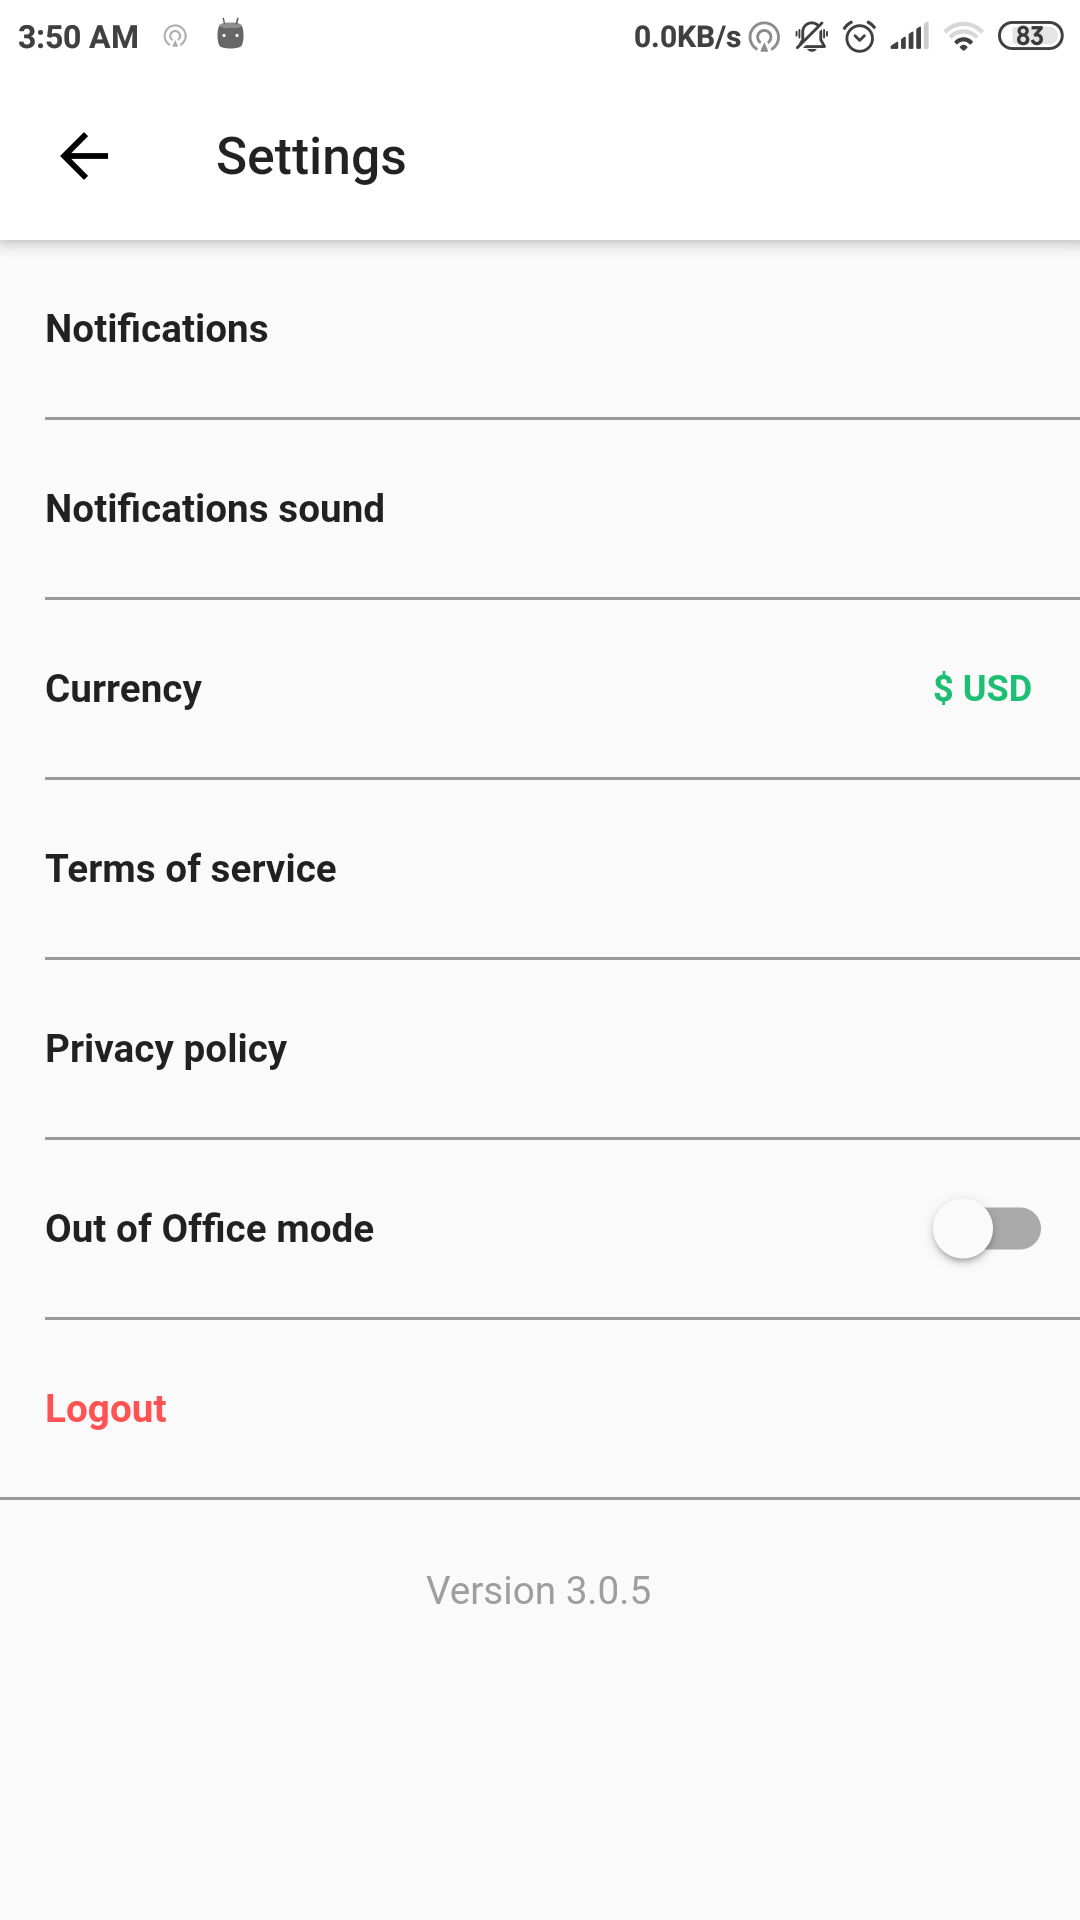 3:50 AM 0.0KB/s 83
Settings
Notifications
Notifications sound
Currency $ USD
Terms of service
Privacy policy
Out of Office mode
Logout
Version 3.0.5